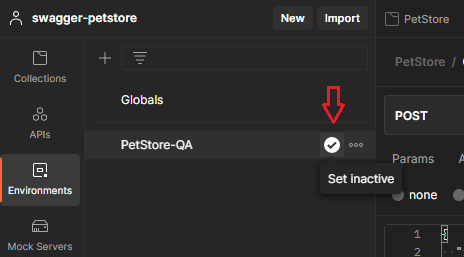 swagger-petstore
New
Import
Collections
APIs
Environments
Mock Servers
Globals
PetStore-QA
Set inactive
PetStore
PetStore /
POST
Params
none
1 {
2